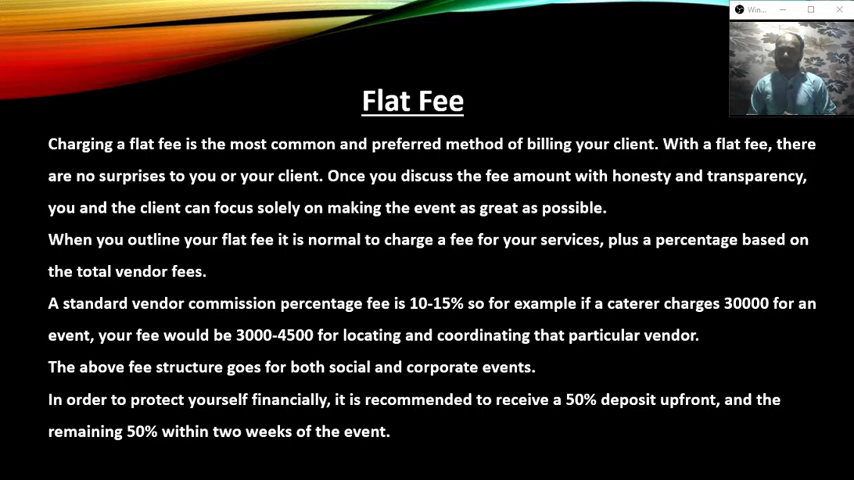 Win...
Flat Fee
Charging a flat fee is the most common and preferred method of billing your client. With a flat fee, there
are no surprises to you or your client. Once you discuss the fee amount with honesty and transparency,
you and the client can focus solely on making the event as great as possible.
When you outline your flat fee it is normal to charge a fee for your services, plus a percentage based on
the total vendor fees.
A standard vendor commission percentage fee is 10-15% so for example if a caterer charges 30000 for an
event, your fee would be 3000-4500 for locating and coordinating that particular vendor.
The above fee structure goes for both social and corporate events.
In order to protect yourself financially, it is recommended to receive a 50% deposit upfront, and the
remaining 50% within two weeks of the event.